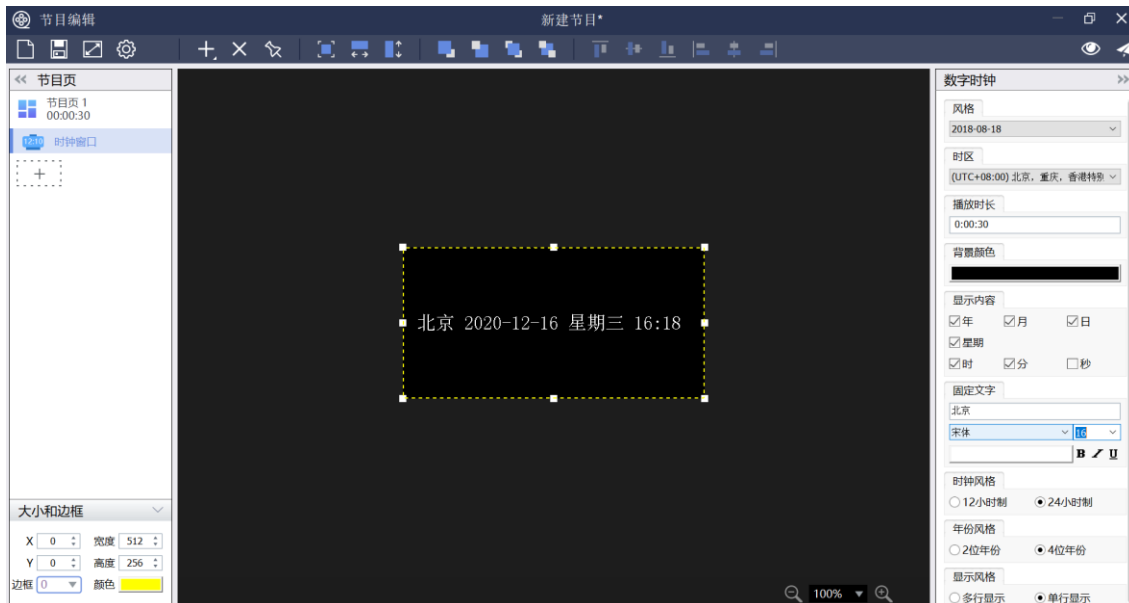 节目编辑
新建节目*
节目页
节目页 1
00:00:30
12:10 时钟窗口
+
北京 2020-12-16 星期三 16:18
100%
大小和边框
X 0 宽度 512
Y 0 高度 256
边框 0 颜色
数字时钟
风格
2018-08-18
时区
(UTC+08:00) 北京，重庆，香港特别
播放时长
0:00:30
背景颜色
显示内容
年 月 日
星期
时 分 秒
固定文字
北京
宋体 16
B I U
时钟风格
12小时制 24小时制
年份风格
2位年份 4位年份
显示风格
多行显示 单行显示